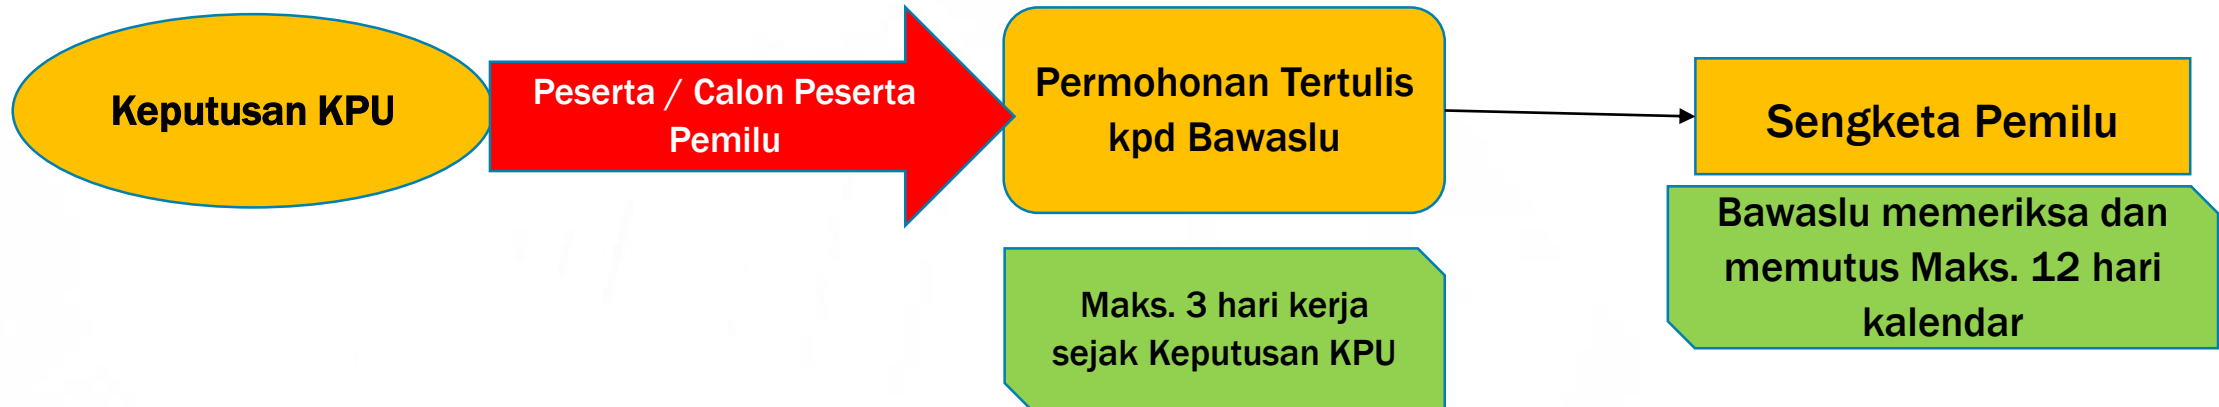 Keputusan KPU
Peserta / Calon Peserta
Pemilu
Permohonan Tertulis
kpd Bawaslu
Maks. 3 hari kerja
sejak Keputusan KPU
Sengketa Pemilu
Bawaslu memeriksa dan
memutus Maks. 12 hari
kalendar